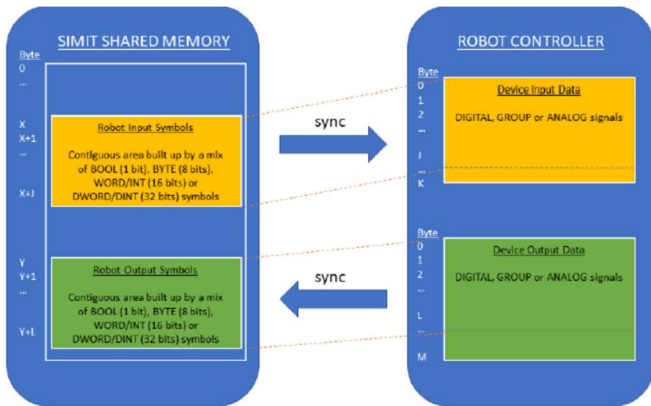 SIMIT SHARED MEMORY
Byte
0
...
X
X+1
...
X+J
Robot Input Symbols
Contiguous area built up by a mix
of BOOL (1 bit), BYTE (8 bits),
WORD/INT (16 bits) or
DWORD/DINT (32 bits) symbols
Y
Y+1
...
Y+L
Robot Output Symbols
Contiguous area built up by a mix
of BOOL (1 bit), BYTE (8 bits),
WORD/INT (16 bits) or
DWORD/DINT (32 bits) symbols
sync
sync
ROBOT CONTROLLER
Byte
0
1
2
...
J
...
K
Device Input Data
DIGITAL, GROUP or ANALOG signals
Byte
0
1
2
...
L
...
M
Device Output Data
DIGITAL, GROUP or ANALOG signals